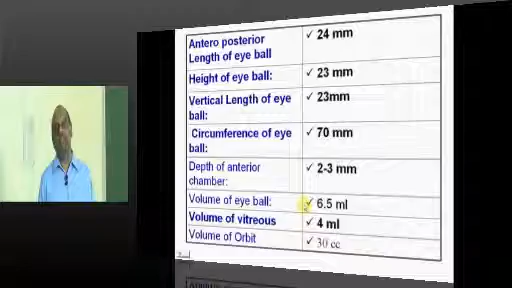 Antero posterior ✓ 24 mm
Length of eye ball
Height of eye ball: ✓ 23 mm
Vertical Length of eye ✓ 23mm
ball:
Circumference of eye ✓ 70 mm
ball:
Depth of anterior ✓ 2-3 mm
chamber:
Volume of eye ball: ✓ 6.5 ml
Volume of vitreous ✓ 4 ml
Volume of Orbit ✓ 30 cc